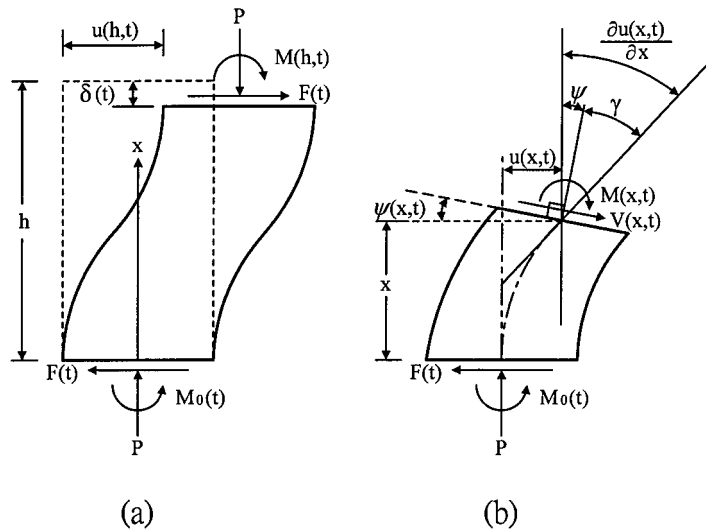 u(h,t)
P
M(h,t)
δ(t)
F(t)
x
h
F(t)
M₀(t)
P
(a)
∂u(x,t)
∂x
ψ
γ
u(x,t)
M(x,t)
ψ(x,t)
V(x,t)
x
F(t)
M₀(t)
P
(b)